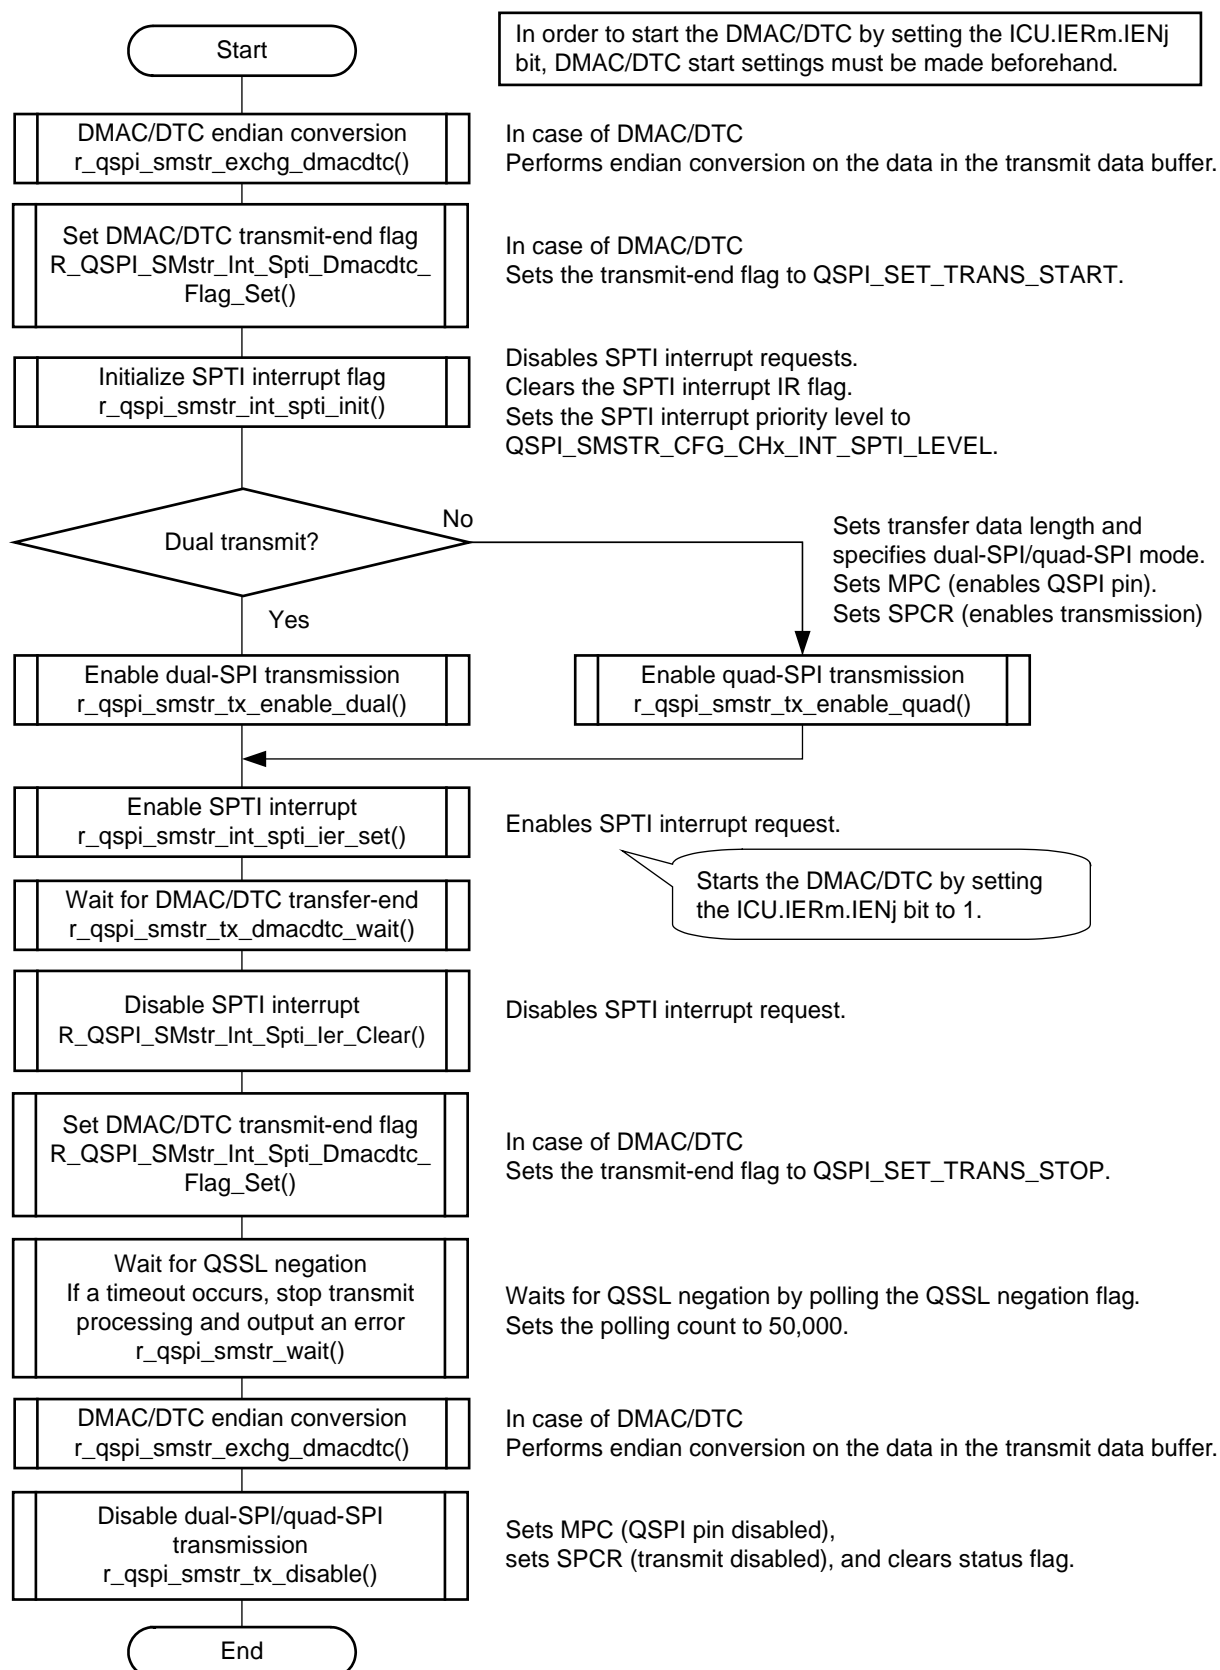 Start
In order to start the DMAC/DTC by setting the ICU.IERm.IENj
bit, DMAC/DTC start settings must be made beforehand.
DMAC/DTC endian conversion
r_qspi_smstr_exchg_dmacdtc()
In case of DMAC/DTC
Performs endian conversion on the data in the transmit data buffer.
Set DMAC/DTC transmit-end flag
R_QSPI_SMstr_Int_Spti_Dmacdtc_
Flag_Set()
In case of DMAC/DTC
Sets the transmit-end flag to QSPI_SET_TRANS_START.
Initialize SPTI interrupt flag
r_qspi_smstr_int_spti_init()
Disables SPTI interrupt requests.
Clears the SPTI interrupt IR flag.
Sets the SPTI interrupt priority level to
QSPI_SMSTR_CFG_CHx_INT_SPTI_LEVEL.
Dual transmit?
No
Yes
Sets transfer data length and
specifies dual-SPI/quad-SPI mode.
Sets MPC (enables QSPI pin).
Sets SPCR (enables transmission)
Enable dual-SPI transmission
r_qspi_smstr_tx_enable_dual()
Enable quad-SPI transmission
r_qspi_smstr_tx_enable_quad()
Enable SPTI interrupt
r_qspi_smstr_int_spti_ier_set()
Enables SPTI interrupt request.
Starts the DMAC/DTC by setting
the ICU.IERm.IENj bit to 1.
Wait for DMAC/DTC transfer-end
r_qspi_smstr_tx_dmacdtc_wait()
Disable SPTI interrupt
R_QSPI_SMstr_Int_Spti_Ier_Clear()
Disables SPTI interrupt request.
Set DMAC/DTC transmit-end flag
R_QSPI_SMstr_Int_Spti_Dmacdtc_
Flag_Set()
In case of DMAC/DTC
Sets the transmit-end flag to QSPI_SET_TRANS_STOP.
Wait for QSSL negation
If a timeout occurs, stop transmit
processing and output an error
r_qspi_smstr_wait()
Waits for QSSL negation by polling the QSSL negation flag.
Sets the polling count to 50,000.
DMAC/DTC endian conversion
r_qspi_smstr_exchg_dmacdtc()
In case of DMAC/DTC
Performs endian conversion on the data in the transmit data buffer.
Disable dual-SPI/quad-SPI
transmission
r_qspi_smstr_tx_disable()
Sets MPC (QSPI pin disabled),
sets SPCR (transmit disabled), and clears status flag.
End